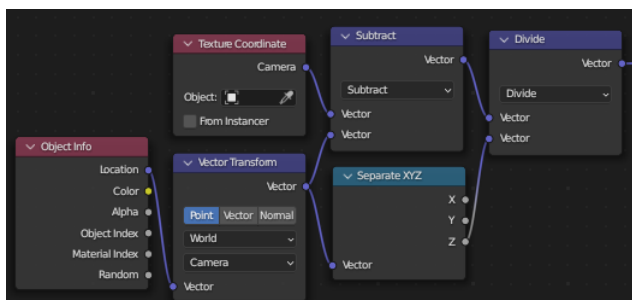 Texture Coordinate
Camera
Object:
From Instancer
Subtract
Vector
Subtract
Vector
Vector
Divide
Vector
Divide
Vector
Vector
Object Info
Location
Color
Alpha
Object Index
Material Index
Random
Vector Transform
Vector
Point Vector Normal
World
Camera
Vector
Separate XYZ
X
Y
Z
Vector